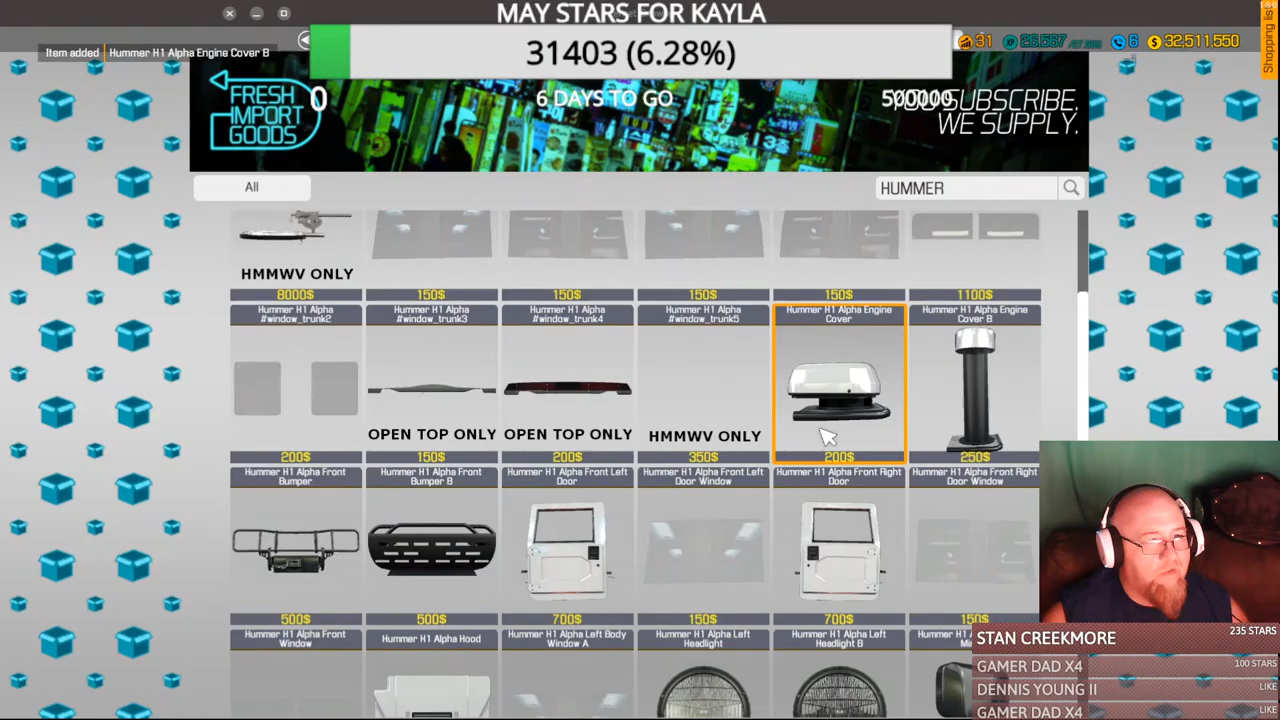 MAY STARS FOR KAYLA
31403 (6.28%)
0
6 DAYS TO GO
500000
Item added
Hummer H1 Alpha Engine Cover B
31
6
32,511,550
Shopping list
FRESH
IMPORT
GOODS
YOU SUBSCRIBE.
WE SUPPLY.
All
HUMMER
HMMWV ONLY
8000$
150$
150$
150$
150$
1100$
Hummer H1 Alpha
#window_trunk2
Hummer H1 Alpha
#window_trunk3
Hummer H1 Alpha
#window_trunk4
Hummer H1 Alpha
#window_trunk5
Hummer H1 Alpha Engine
Cover
Hummer H1 Alpha Engine
Cover B
OPEN TOP ONLY
OPEN TOP ONLY
HMMWV ONLY
200$
150$
200$
350$
200$
250$
Hummer H1 Alpha Front
Bumper
Hummer H1 Alpha Front
Bumper B
Hummer H1 Alpha Front Left
Door
Hummer H1 Alpha Front Left
Door Window
Hummer H1 Alpha Front Right
Door
Hummer H1 Alpha Front Right
Door Window
500$
500$
700$
150$
700$
Hummer H1 Alpha Front
Window
Hummer H1 Alpha Hood
Hummer H1 Alpha Left Body
Window A
Hummer H1 Alpha Left
Headlight
Hummer H1 Alpha Left
Headlight B
STAN CREEKMORE
235 STARS
GAMER DAD X4
100 STARS
DENNIS YOUNG II
LIKE
GAMER DAD X4
LIKE